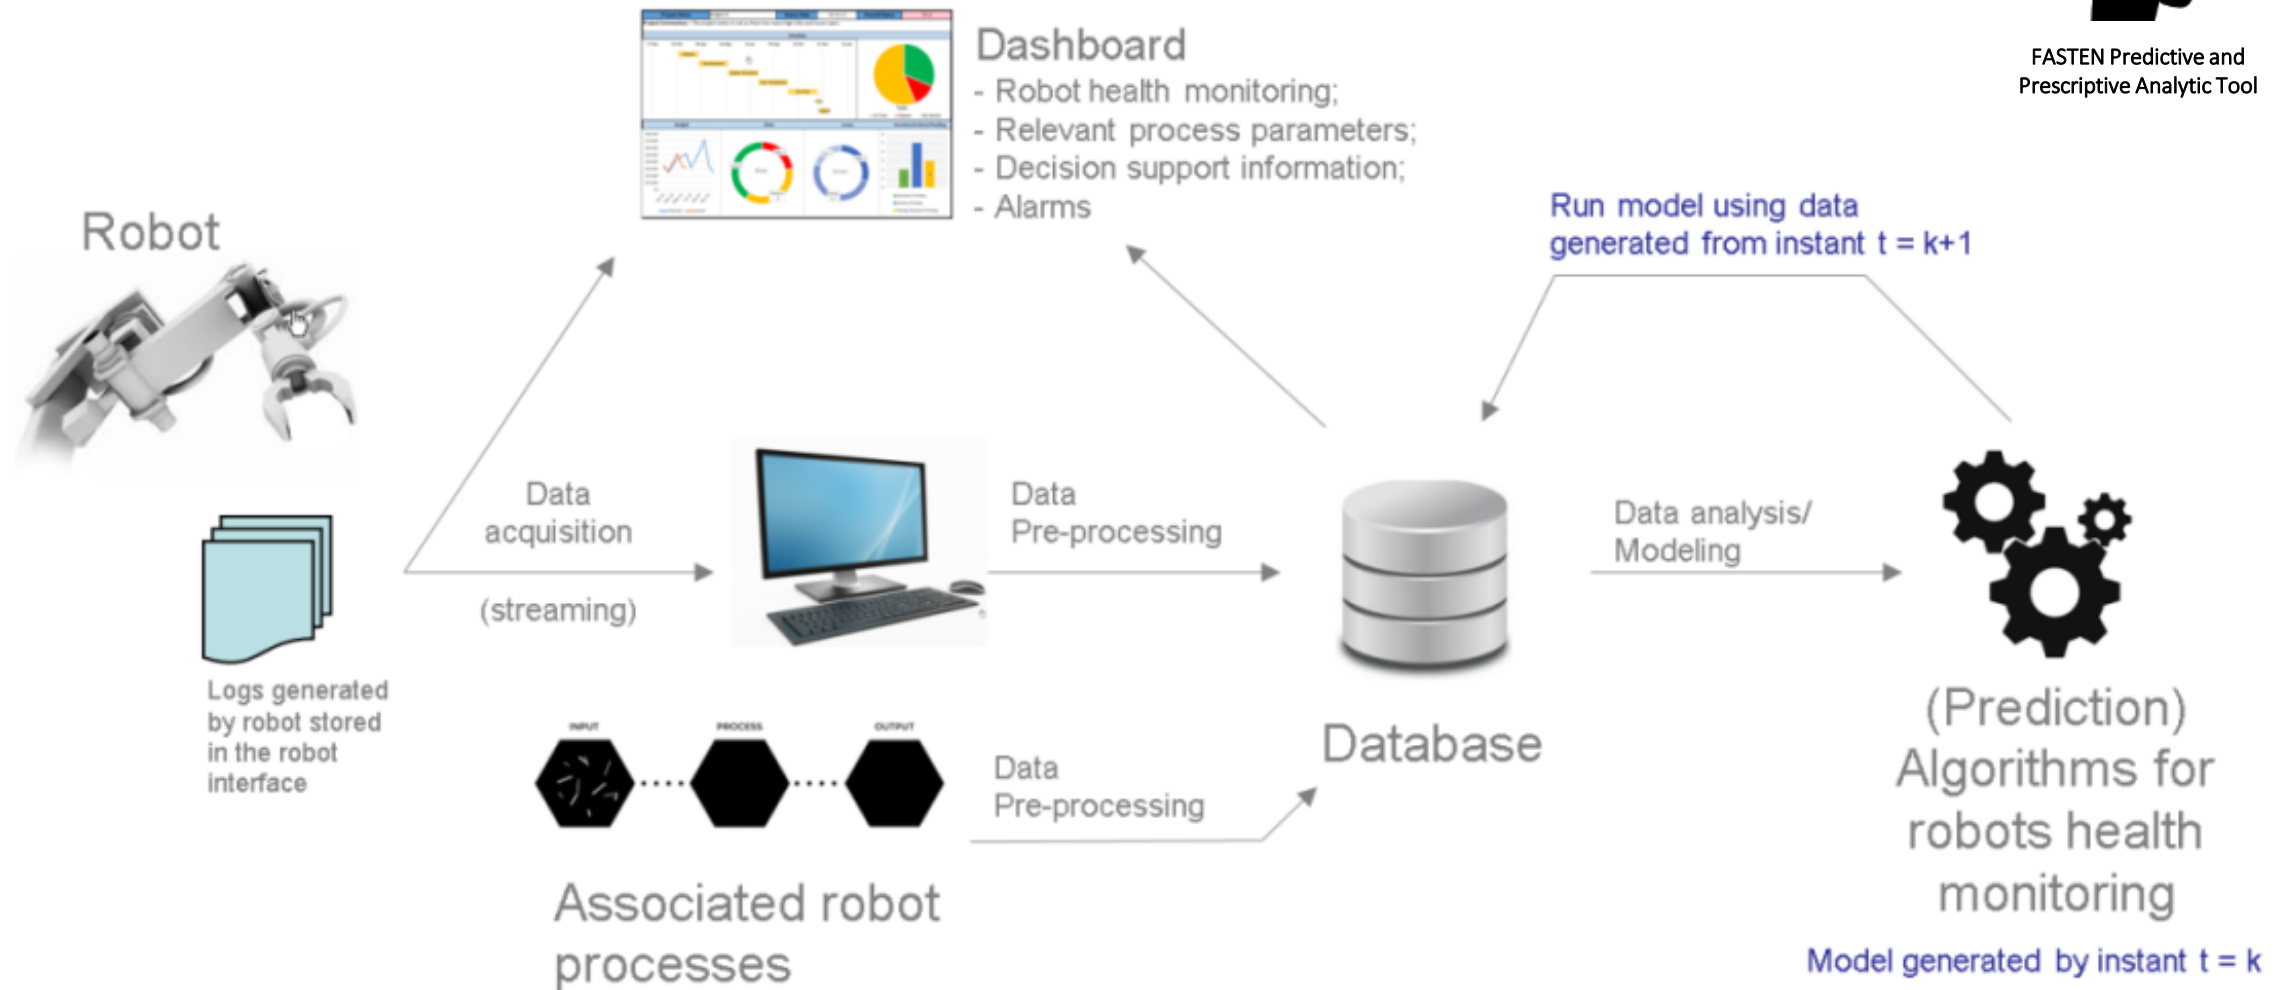 FASTEN Predictive and
Prescriptive Analytic Tool
Dashboard
- Robot health monitoring;
- Relevant process parameters;
- Decision support information;
- Alarms
Run model using data
generated from instant t = k+1
Robot
Data
acquisition
(streaming)
Data
Pre-processing
Data analysis/
Modeling
Logs generated
by robot stored
in the robot
interface
INPUT
PROCESS
OUTPUT
Data
Pre-processing
Database
(Prediction)
Algorithms for
robots health
monitoring
Associated robot
processes
Model generated by instant t = k